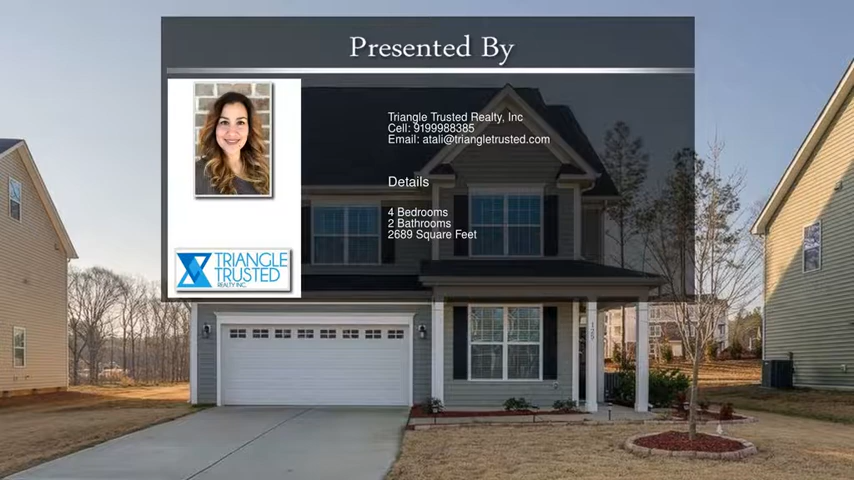 Presented By
Triangle Trusted Realty, Inc
Cell: 9199988385
Email: atali@triangletrusted.com
Details
4 Bedrooms
2 Bathrooms
2689 Square Feet
TRIANGLE
TRUSTED
REALTY INC
129